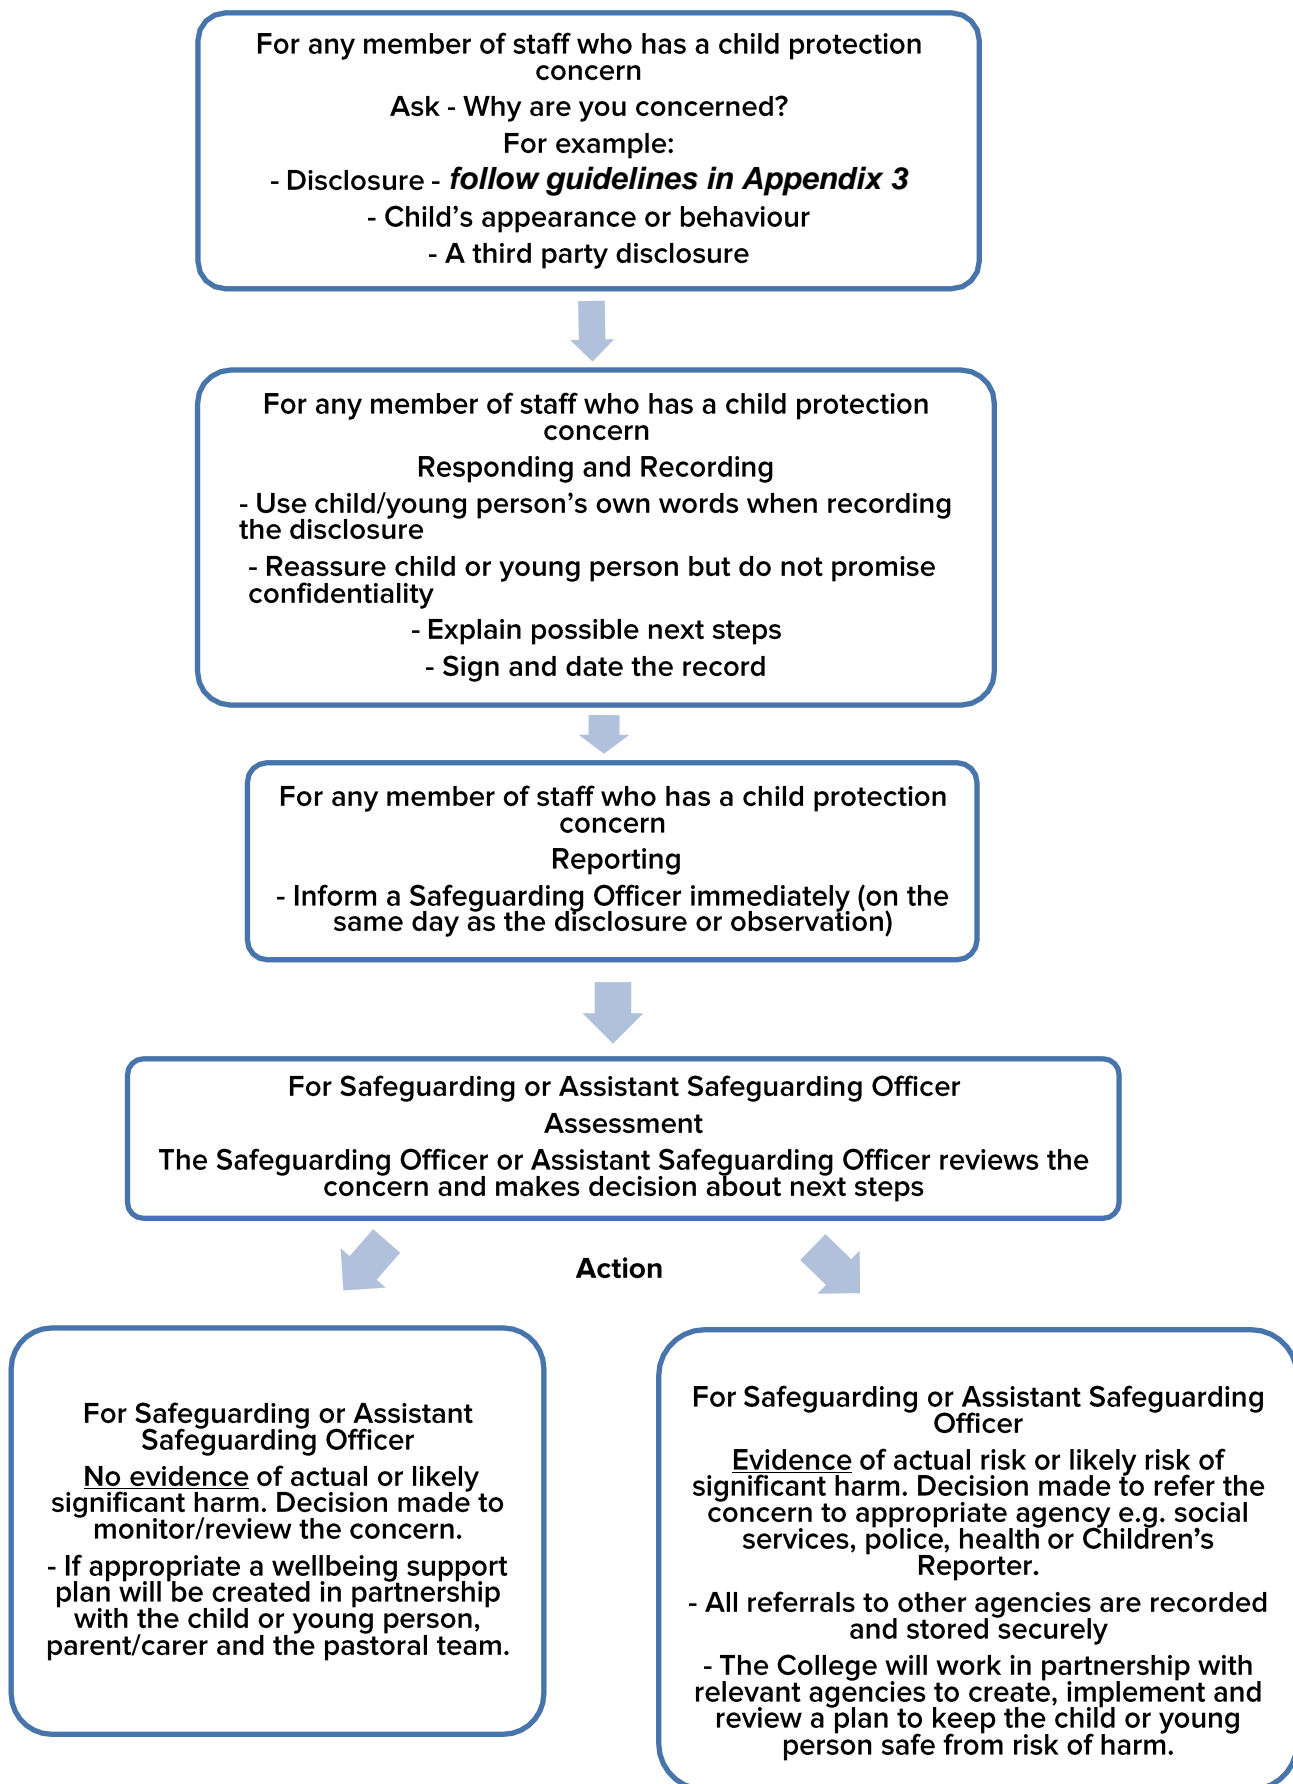 For any member of staff who has a child protection
concern
Ask - Why are you concerned?
For example:
- Disclosure - follow guidelines in Appendix 3
- Child’s appearance or behaviour
- A third party disclosure
For any member of staff who has a child protection
concern
Responding and Recording
- Use child/young person’s own words when recording
the disclosure
- Reassure child or young person but do not promise
confidentiality
- Explain possible next steps
- Sign and date the record
For any member of staff who has a child protection
concern
Reporting
- Inform a Safeguarding Officer immediately (on the
same day as the disclosure or observation)
For Safeguarding or Assistant Safeguarding Officer
Assessment
The Safeguarding Officer or Assistant Safeguarding Officer reviews the
concern and makes decision about next steps
Action
For Safeguarding or Assistant
Safeguarding Officer
No evidence of actual or likely
significant harm. Decision made to
monitor/review the concern.
- If appropriate a wellbeing support
plan will be created in partnership
with the child or young person,
parent/carer and the pastoral team.
For Safeguarding or Assistant Safeguarding
Officer
Evidence of actual risk or likely risk of
significant harm. Decision made to refer the
concern to appropriate agency e.g. social
services, police, health or Children’s
Reporter.
- All referrals to other agencies are recorded
and stored securely
- The College will work in partnership with
relevant agencies to create, implement and
review a plan to keep the child or young
person safe from risk of harm.